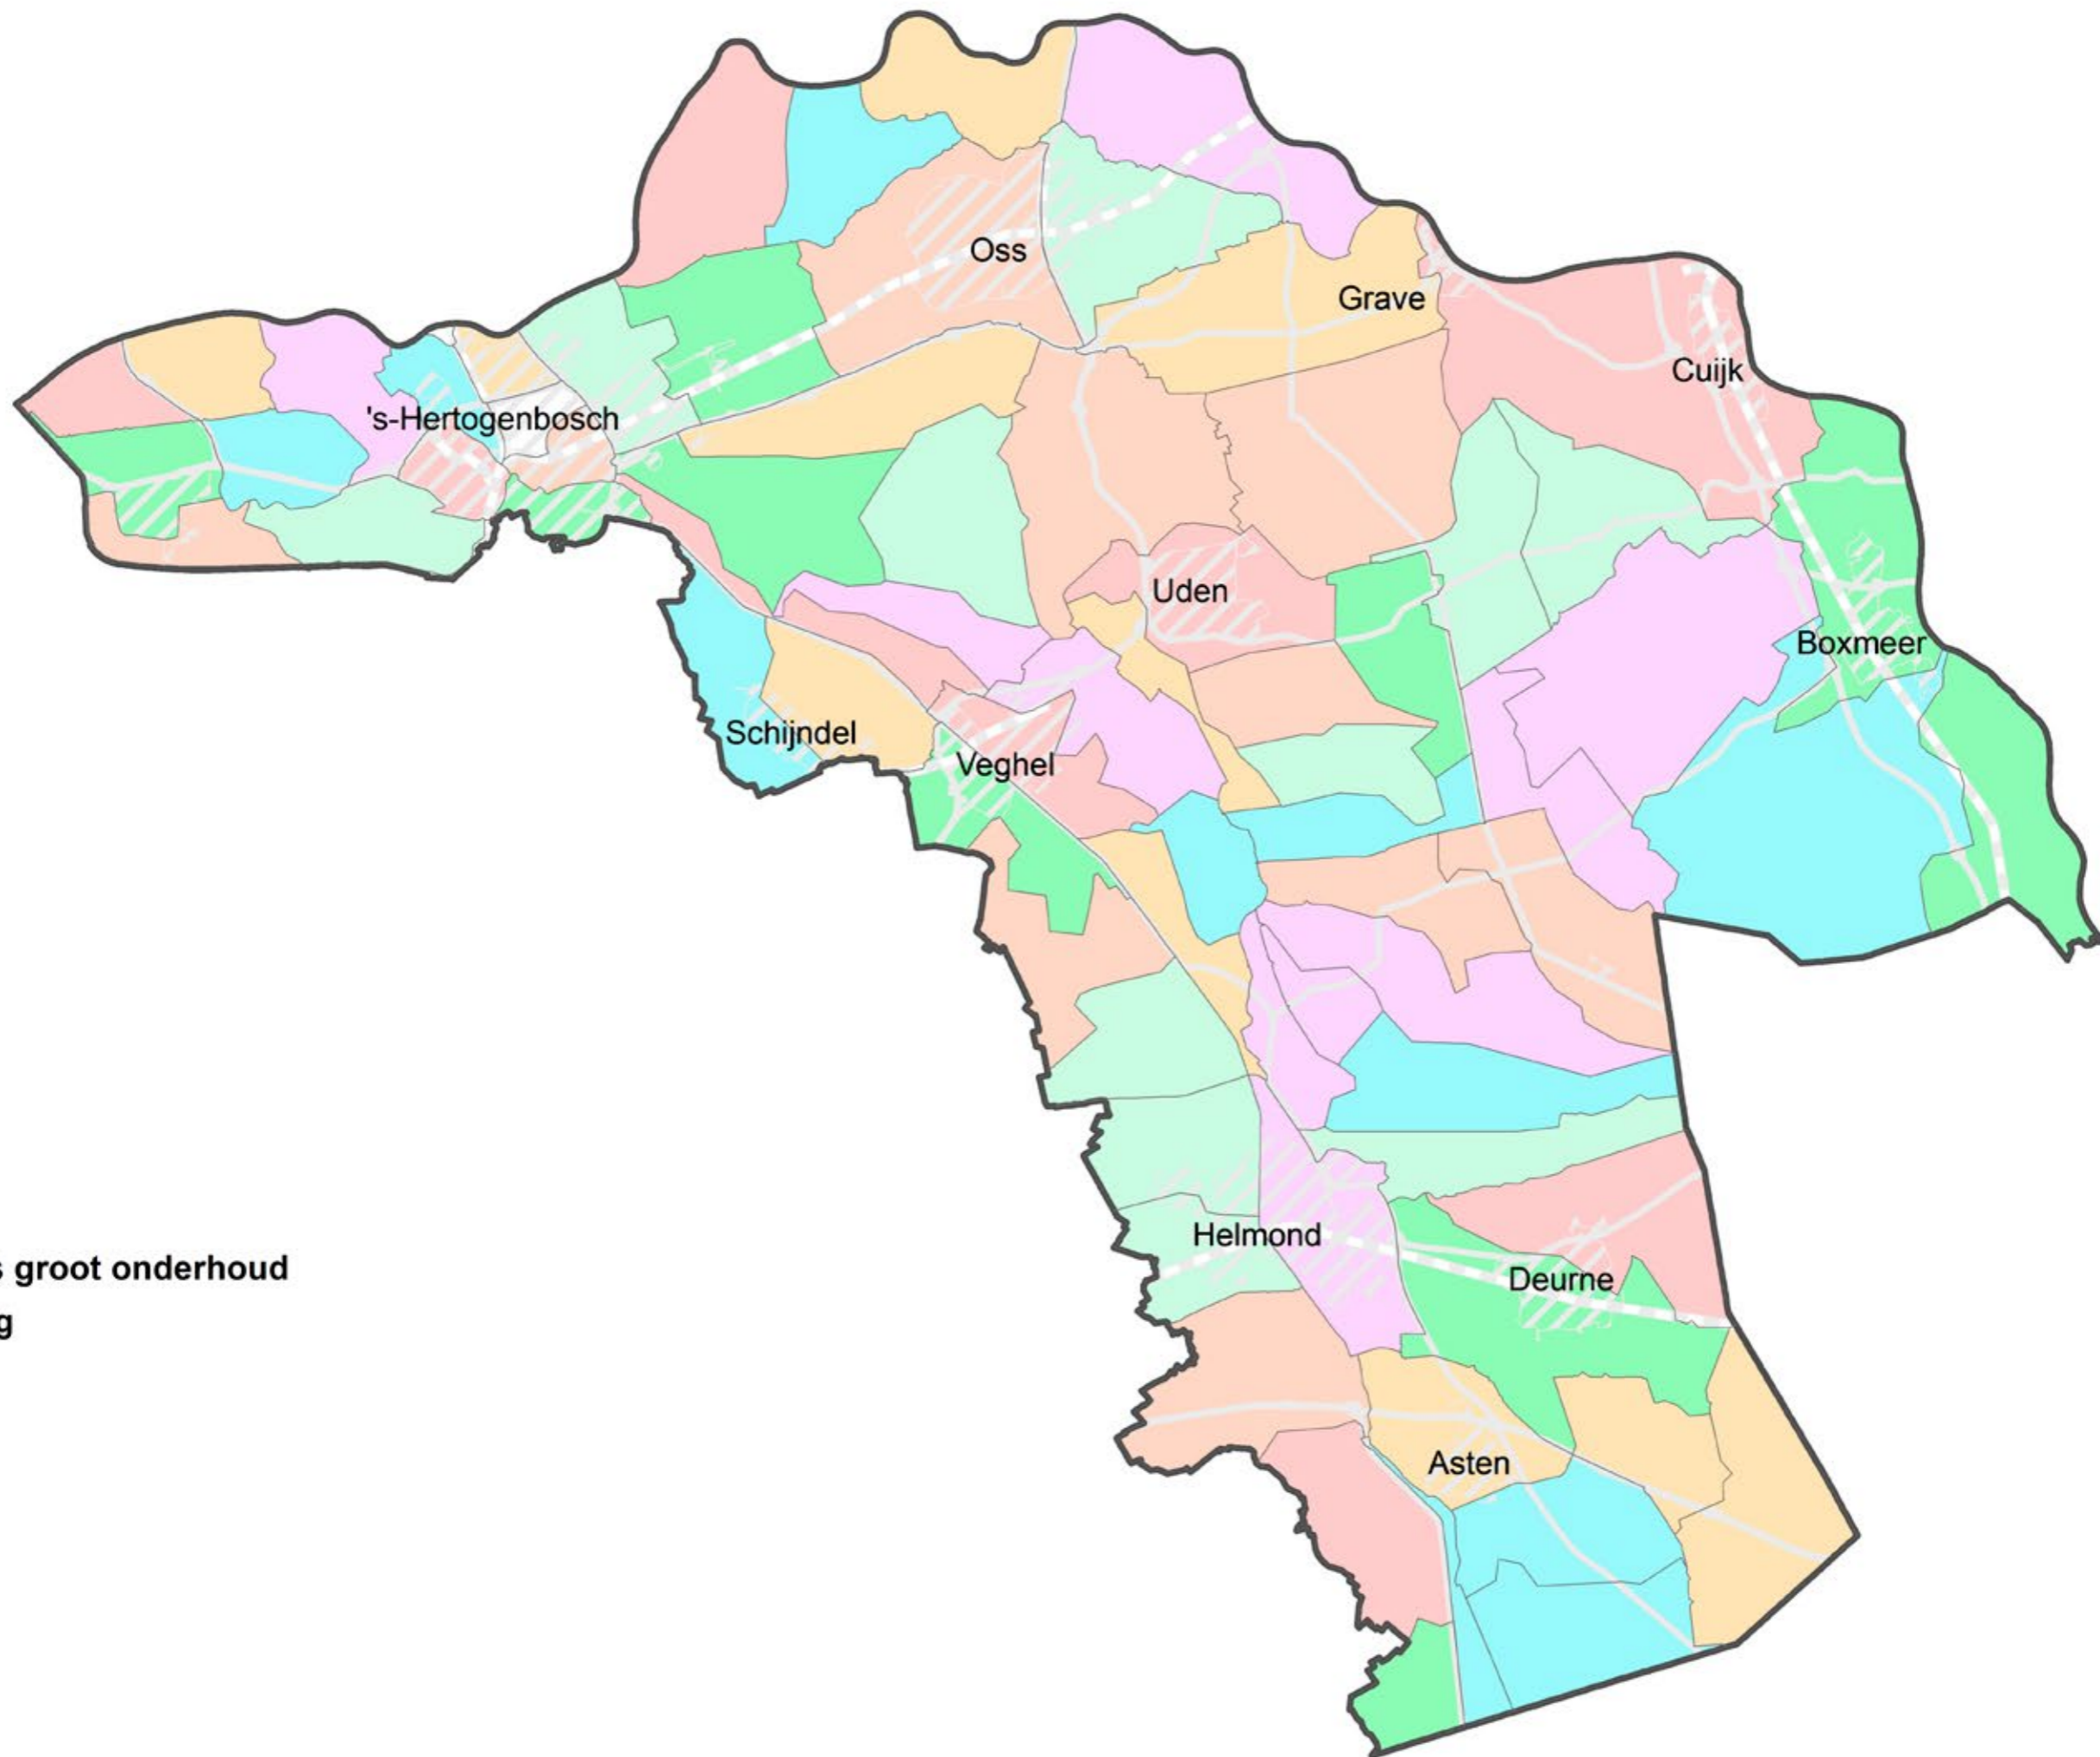 Oss
Grave
Cuijk
's-Hertogenbosch
Uden
Boxmeer
Schijndel
Veghel
Helmond
groot onderhoud
Deurne
Asten